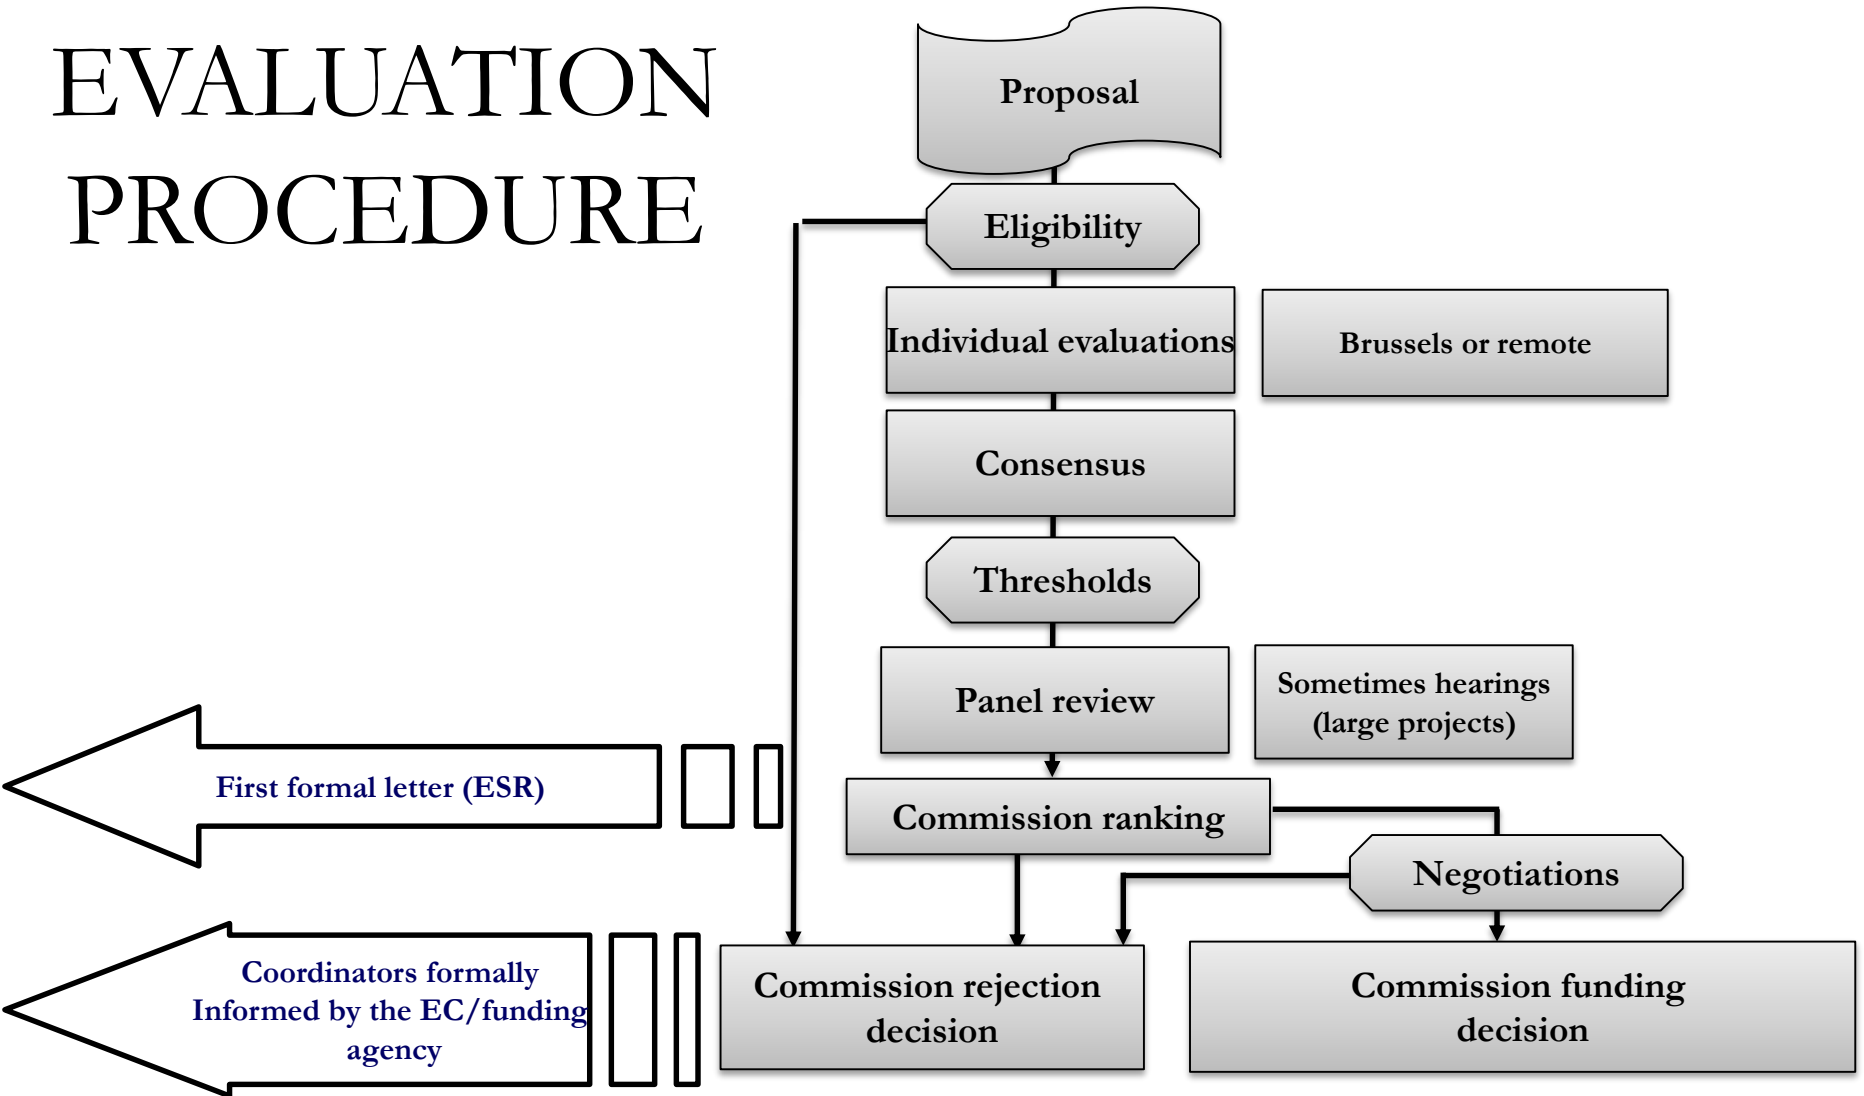 EVALUATION
PROCEDURE
Proposal
Eligibility
Individual evaluations
Brussels or remote
Consensus
Thresholds
Panel review
Sometimes hearings
(large projects)
First formal letter (ESR)
Commission ranking
Negotiations
Coordinators formally
Informed by the EC/funding
agency
Commission rejection
decision
Commission funding
decision